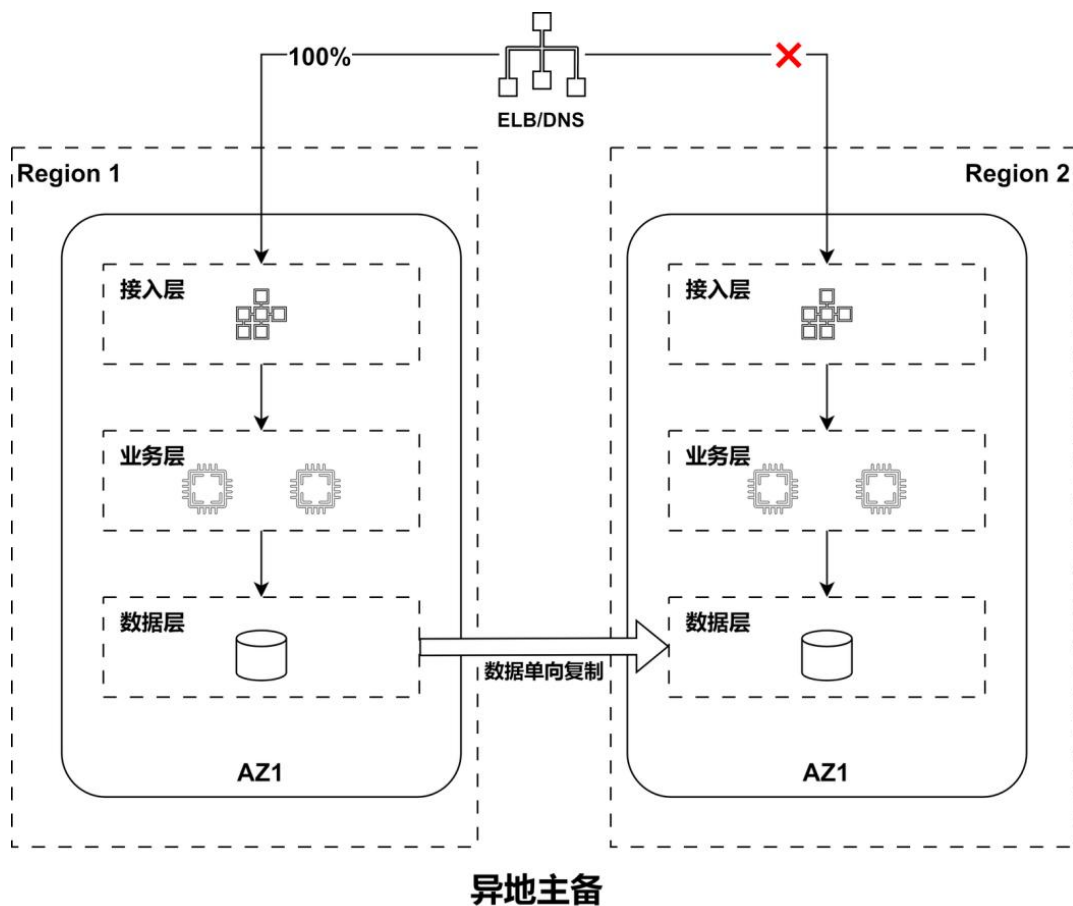 100%
ELB/DNS
Region 1
Region 2
接入层
接入层
业务层
业务层
数据层
数据层
数据单向复制
AZ1
AZ1
异地主备